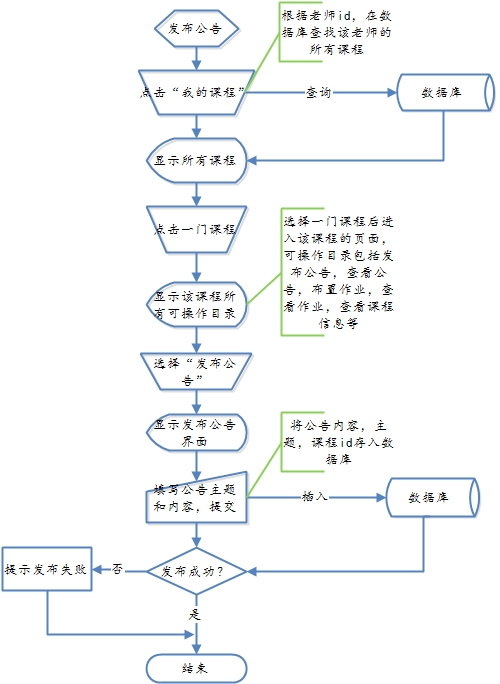 发布公告
根据老师id，在数
据库查找该老师的
所有课程
点击“我的课程”
查询
数据库
显示所有课程
点击一门课程
选择一门课程后进
入该课程的页面，
可操作目录包括发
布公告，查看公
告，布置作业，查
看作业，查看课程
信息等
显示该课程所
有可操作目录
选择“发布公
告”
显示发布公告
界面
将公告内容，主
题，课程id存入数
据库
填写公告主题
和内容，提交
插入
数据库
发布成功？
否
提示发布失败
是
结束